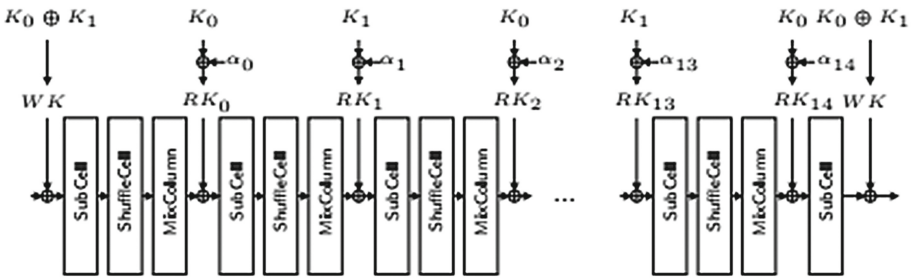 K₀ ⊕ K₁ K₀ K₁ K₀ K₁ K₀ K₀ ⊕ K₁
α₀ α₁ α₂ α₁₃ α₁₄
WK RK₀ RK₁ RK₂ RK₁₃ RK₁₄ WK
SubCell
ShuffleCell
MixColumn
SubCell
ShuffleCell
MixColumn
SubCell
ShuffleCell
MixColumn
...
SubCell
ShuffleCell
MixColumn
SubCell